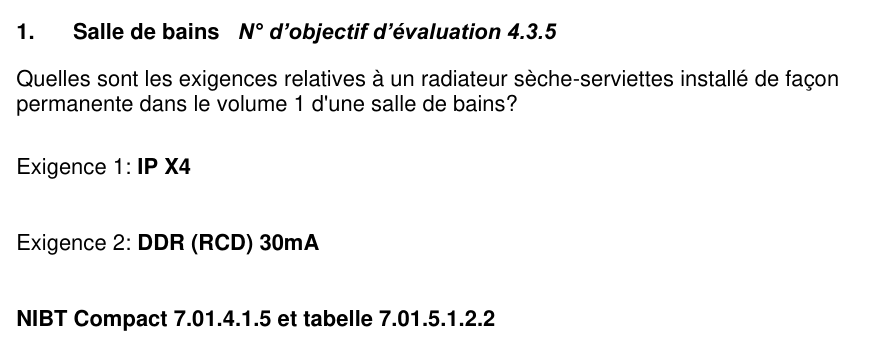 1. Salle de bains N° d’objectif d’évaluation 4.3.5
Quelles sont les exigences relatives à un radiateur sèche-serviettes installé de façon
permanente dans le volume 1 d'une salle de bains?
Exigence 1: IP X4
Exigence 2: DDR (RCD) 30mA
NIBT Compact 7.01.4.1.5 et tabelle 7.01.5.1.2.2